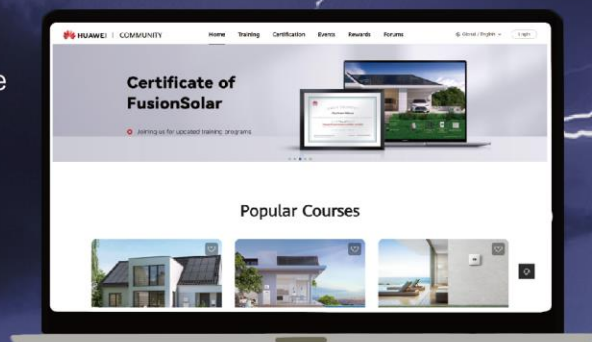 e
HUAWEI | COMMUNITY
Home Training Certification Events Rewards Forums
Global / English
Login
Certificate of
FusionSolar
Joining us for updated training programs
Popular Courses